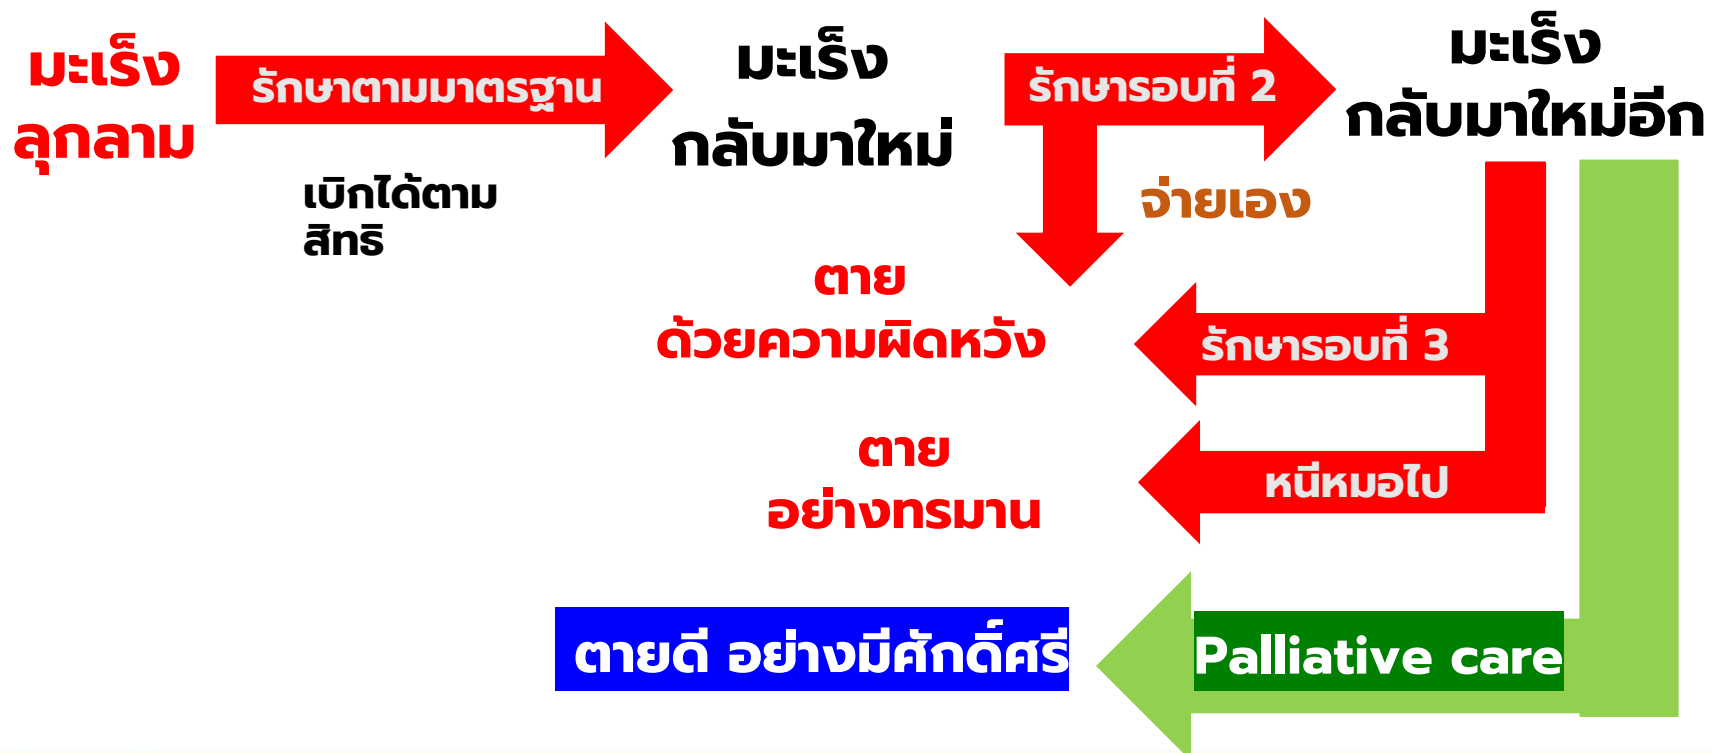 มะเร็ง
ลุกลาม
รักษาตามมาตรฐาน
เบิกได้ตาม
สิทธิ
มะเร็ง
กลับมาใหม่
รักษารอบที่ 2
จ่ายเอง
มะเร็ง
กลับมาใหม่อีก
ตาย
ด้วยความผิดหวัง
รักษารอบที่ 3
ตาย
อย่างทรมาน
หนีหมอไป
ตายดี อย่างมีศักดิ์ศรี
Palliative care